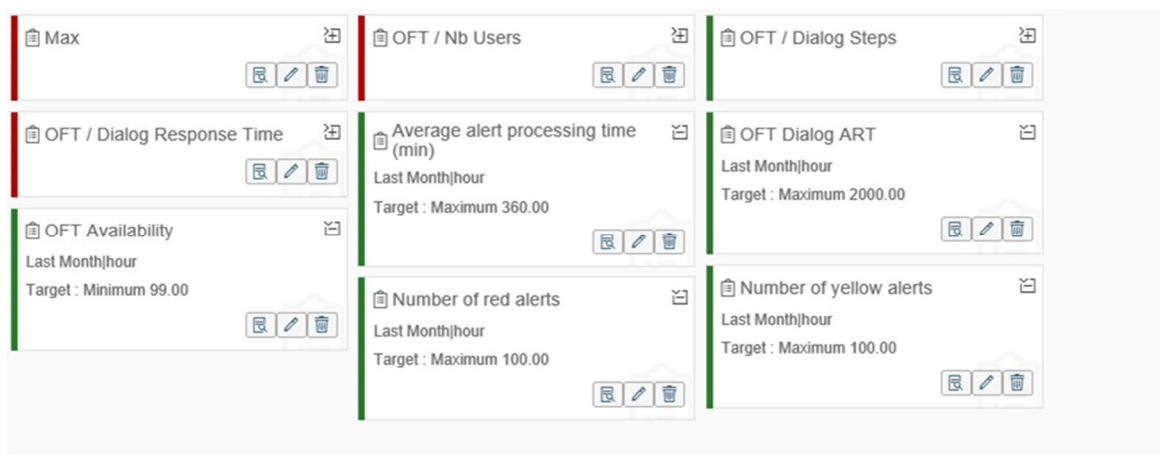 Max
OFT / Dialog Response Time
OFT Availability
Last Month|hour
Target : Minimum 99.00
OFT / Nb Users
Average alert processing time
(min)
Last Month|hour
Target : Maximum 360.00
Number of red alerts
Last Month|hour
Target : Maximum 100.00
OFT / Dialog Steps
OFT Dialog ART
Last Month|hour
Target : Maximum 2000.00
Number of yellow alerts
Last Month|hour
Target : Maximum 100.00